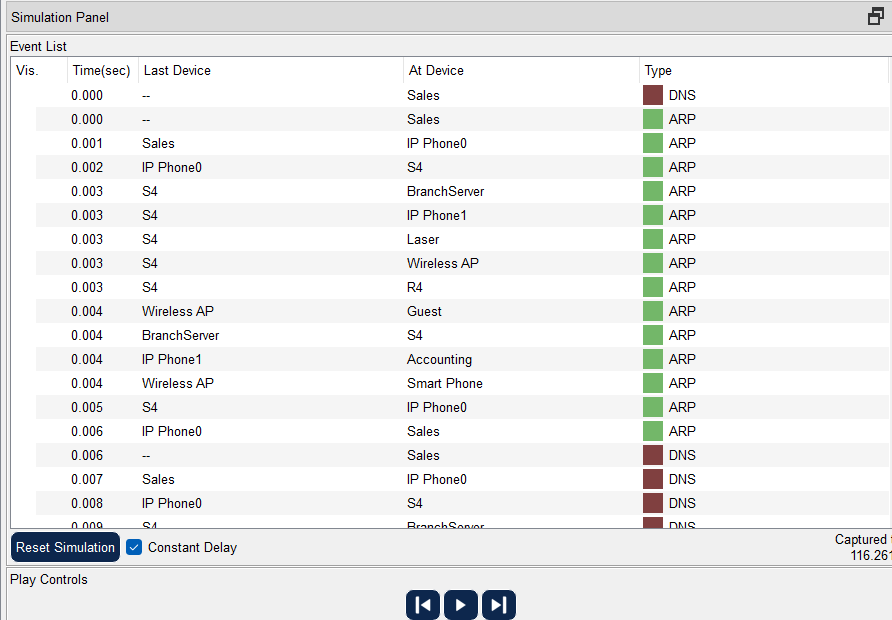 Simulation Panel
Event List
Vis. Time(sec) Last Device At Device Type
0.000 -- Sales DNS
0.000 -- Sales ARP
0.001 Sales IP Phone0 ARP
0.002 IP Phone0 S4 ARP
0.003 S4 BranchServer ARP
0.003 S4 IP Phone1 ARP
0.003 S4 Laser ARP
0.003 S4 Wireless AP ARP
0.003 S4 R4 ARP
0.004 Wireless AP Guest ARP
0.004 BranchServer S4 ARP
0.004 IP Phone1 Accounting ARP
0.004 Wireless AP Smart Phone ARP
0.005 S4 IP Phone0 ARP
0.006 IP Phone0 Sales ARP
0.006 -- Sales DNS
0.007 Sales IP Phone0 DNS
0.008 IP Phone0 S4 DNS
0.009 S4 BranchServer DNS
Reset Simulation Constant Delay Captured
116.261
Play Controls